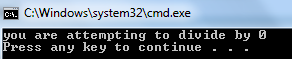 C:\Windows\system32\cmd.exe
you are attempting to divide by 0
Press any key to continue . . .